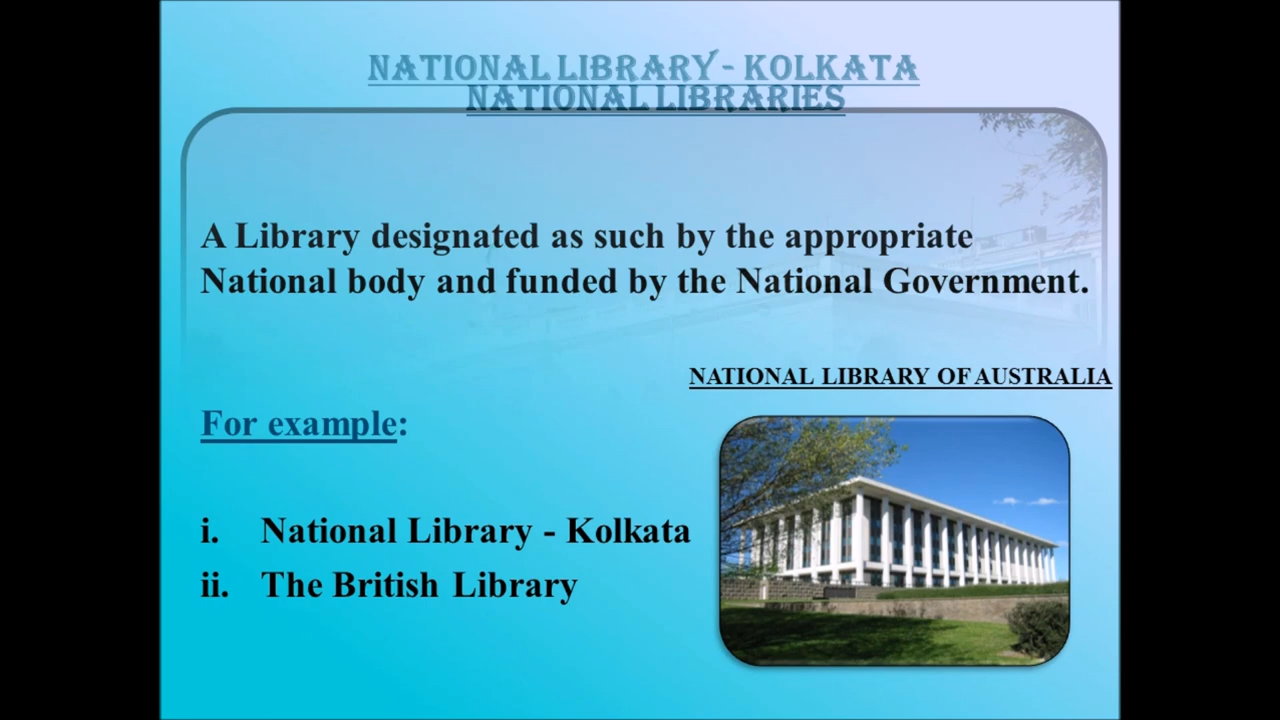 NATIONAL LIBRARY - KOLKATA
NATIONAL LIBRARIES
A Library designated as such by the appropriate
National body and funded by the National Government.
NATIONAL LIBRARY OF AUSTRALIA
For example:
i. National Library - Kolkata
ii. The British Library